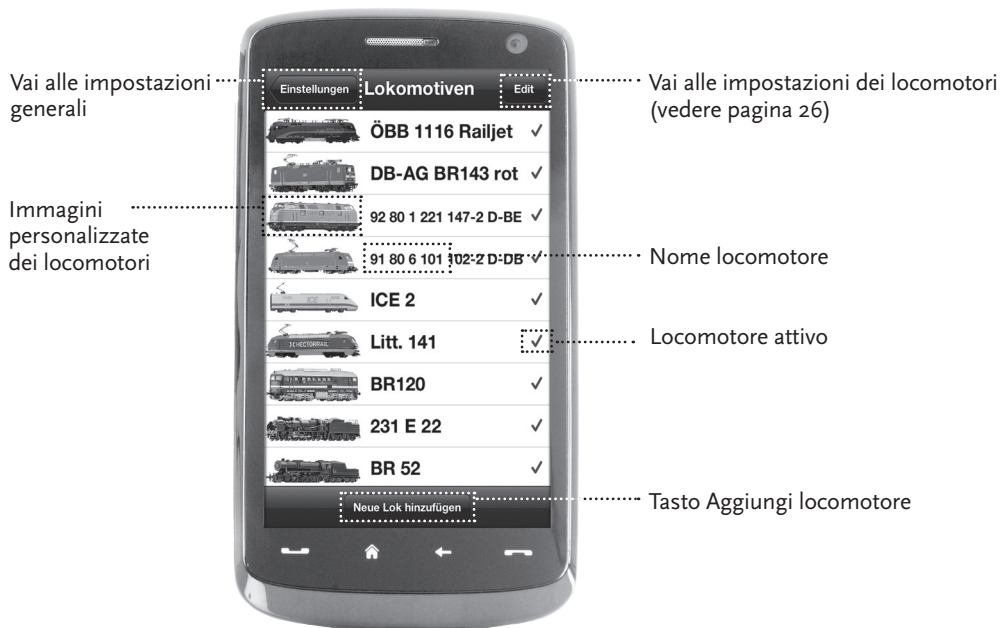 Vai alle impostazioni
generali
Einstellungen
Lokomotiven
Edit
Vai alle impostazioni dei locomotori
(vedere pagina 26)
ÖBB 1116 Railjet
DB-AG BR143 rot
Immagini
personalizzate
dei locomotori
92 80 1 221 147-2 D-BE
91 80 6 101 102-2 D-DB
Nome locomotore
ICE 2
ICE
Litt. 141
HECTORRAIL
Locomotore attivo
BR120
231 E 22
BR 52
Neue Lok hinzufügen
Tasto Aggiungi locomotore